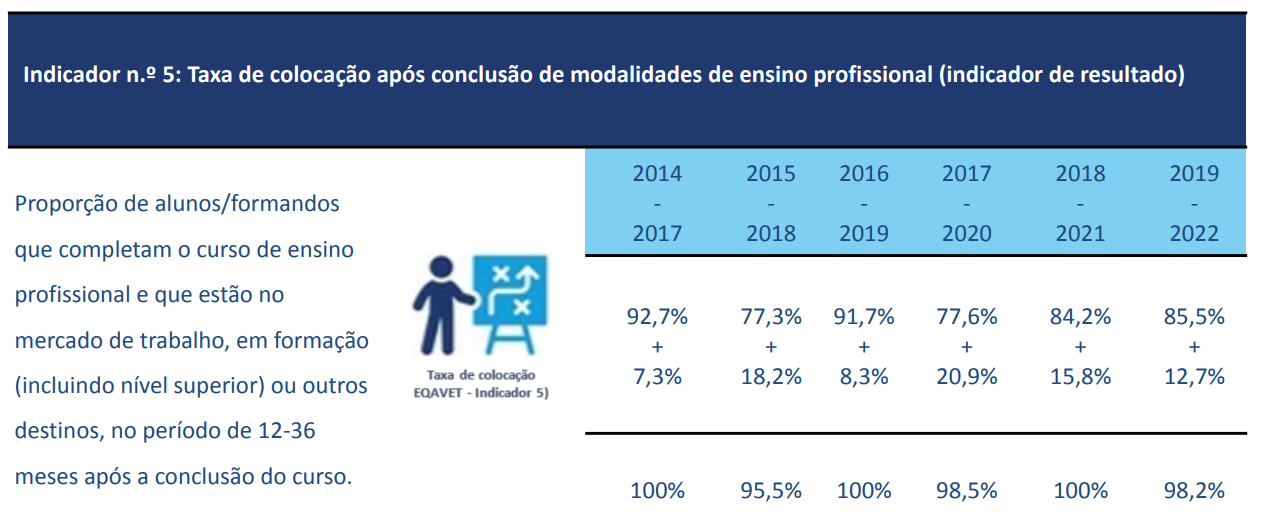 Indicador n.º 5: Taxa de colocação após conclusão de modalidades de ensino profissional (indicador de resultado)
Proporção de alunos/formandos
que completam o curso de ensino
profissional e que estão no
mercado de trabalho, em formação
(incluindo nível superior) ou outros
destinos, no período de 12-36
meses após a conclusão do curso.
Taxa de colocação
EQAVET - Indicador 5)
2014 2015 2016 2017 2018 2019
- - - - - -
2017 2018 2019 2020 2021 2022
92,7% 77,3% 91,7% 77,6% 84,2% 85,5%
+ + + + + +
7,3% 18,2% 8,3% 20,9% 15,8% 12,7%
100% 95,5% 100% 98,5% 100% 98,2%